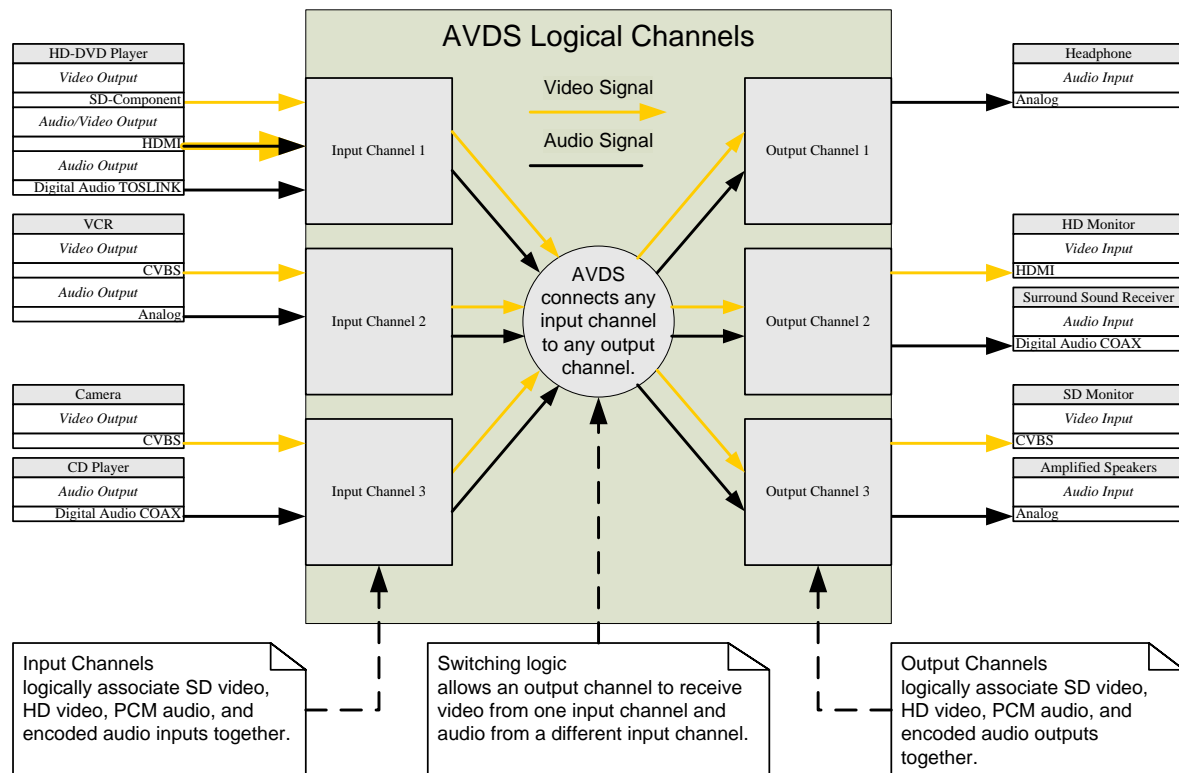 AVDS Logical Channels
HD-DVD Player
Video Output
SD-Component
Audio/Video Output
HDMI
Audio Output
Digital Audio TOSLINK
VCR
Video Output
CVBS
Audio Output
Analog
Camera
Video Output
CVBS
CD Player
Audio Output
Digital Audio COAX
Input Channel 1
Input Channel 2
Input Channel 3
Video Signal
Audio Signal
AVDS
connects any
input channel
to any output
channel.
Output Channel 1
Output Channel 2
Output Channel 3
Headphone
Audio Input
Analog
HD Monitor
Video Input
HDMI
Surround Sound Receiver
Audio Input
Digital Audio COAX
SD Monitor
Video Input
CVBS
Amplified Speakers
Audio Input
Analog
Input Channels
logically associate SD video,
HD video, PCM audio, and
encoded audio inputs together.
Switching logic
allows an output channel to receive
video from one input channel and
audio from a different input channel.
Output Channels
logically associate SD video,
HD video, PCM audio, and
encoded audio outputs
together.